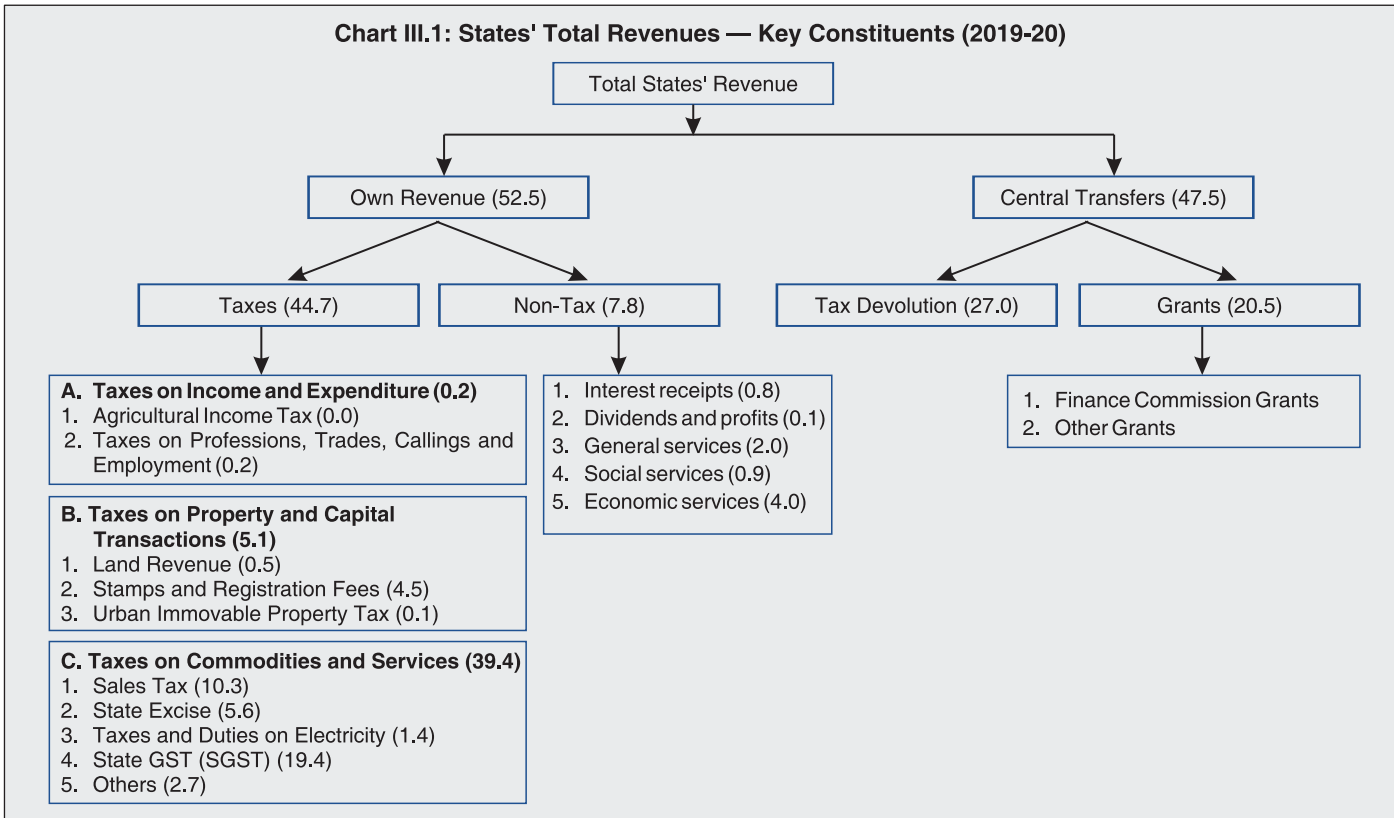 Chart III.1: States' Total Revenues — Key Constituents (2019-20)
Total States' Revenue
Own Revenue (52.5)
Central Transfers (47.5)
Taxes (44.7)
Non-Tax (7.8)
Tax Devolution (27.0)
Grants (20.5)
A. Taxes on Income and Expenditure (0.2)
1. Agricultural Income Tax (0.0)
2. Taxes on Professions, Trades, Callings and
Employment (0.2)
B. Taxes on Property and Capital
Transactions (5.1)
1. Land Revenue (0.5)
2. Stamps and Registration Fees (4.5)
3. Urban Immovable Property Tax (0.1)
C. Taxes on Commodities and Services (39.4)
1. Sales Tax (10.3)
2. State Excise (5.6)
3. Taxes and Duties on Electricity (1.4)
4. State GST (SGST) (19.4)
5. Others (2.7)
1. Interest receipts (0.8)
2. Dividends and profits (0.1)
3. General services (2.0)
4. Social services (0.9)
5. Economic services (4.0)
1. Finance Commission Grants
2. Other Grants